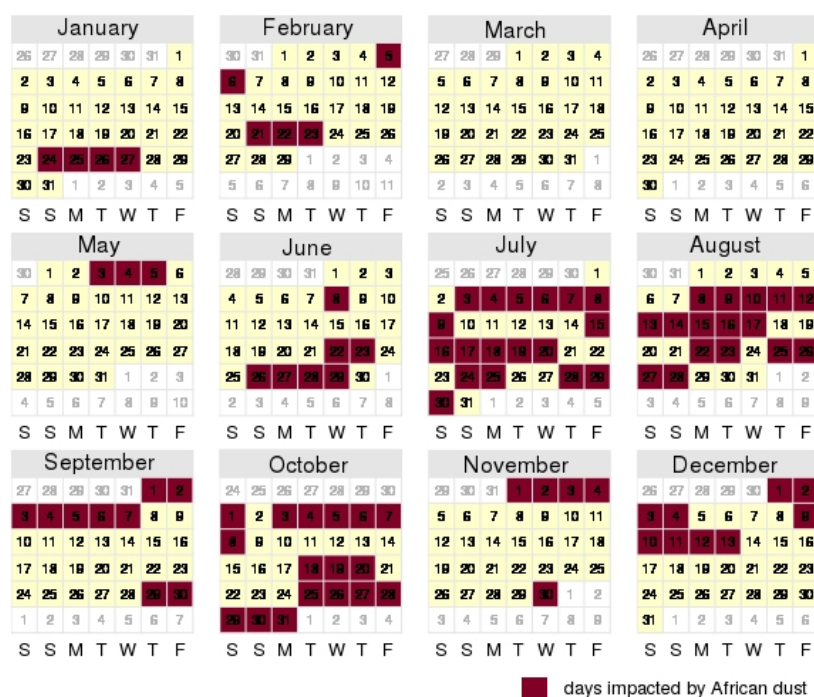 January
26 27 28 29 30 31 1
2 3 4 5 6 7 8
9 10 11 12 13 14 15
16 17 18 19 20 21 22
23 24 25 26 27 28 29
30 31 1 2 3 4 5
S S M T W T F
February
30 31 1 2 3 4 5
6 7 8 9 10 11 12
13 14 15 16 17 18 19
20 21 22 23 24 25 26
27 28 29 1 2 3 4
5 6 7 8 9 10 11
S S M T W T F
March
27 28 29 1 2 3 4
5 6 7 8 9 10 11
12 13 14 15 16 17 18
19 20 21 22 23 24 25
26 27 28 29 30 31 1
2 3 4 5 6 7 8
S S M T W T F
April
26 27 28 29 30 31 1
2 3 4 5 6 7 8
9 10 11 12 13 14 15
16 17 18 19 20 21 22
23 24 25 26 27 28 29
30 1 2 3 4 5 6
S S M T W T F
May
30 1 2 3 4 5 6
7 8 9 10 11 12 13
14 15 16 17 18 19 20
21 22 23 24 25 26 27
28 29 30 31 1 2 3
4 5 6 7 8 9 10
S S M T W T F
June
28 29 30 31 1 2 3
4 5 6 7 8 9 10
11 12 13 14 15 16 17
18 19 20 21 22 23 24
25 26 27 28 29 30 1
2 3 4 5 6 7 8
S S M T W T F
July
25 26 27 28 29 30 1
2 3 4 5 6 7 8
9 10 11 12 13 14 15
16 17 18 19 20 21 22
23 24 25 26 27 28 29
30 31 1 2 3 4 5
S S M T W T F
August
30 31 1 2 3 4 5
6 7 8 9 10 11 12
13 14 15 16 17 18 19
20 21 22 23 24 25 26
27 28 29 30 31 1 2
3 4 5 6 7 8 9
S S M T W T F
September
27 28 29 30 31 1 2
3 4 5 6 7 8 9
10 11 12 13 14 15 16
17 18 19 20 21 22 23
24 25 26 27 28 29 30
1 2 3 4 5 6 7
S S M T W T F
October
24 25 26 27 28 29 30
1 2 3 4 5 6 7
8 9 10 11 12 13 14
15 16 17 18 19 20 21
22 23 24 25 26 27 28
29 30 31 1 2 3 4
S S M T W T F
November
29 30 31 1 2 3 4
5 6 7 8 9 10 11
12 13 14 15 16 17 18
19 20 21 22 23 24 25
26 27 28 29 30 1 2
3 4 5 6 7 8 9
S S M T W T F
December
26 27 28 29 30 1 2
3 4 5 6 7 8 9
10 11 12 13 14 15 16
17 18 19 20 21 22 23
24 25 26 27 28 29 30
31 1 2 3 4 5 6
S S M T W T F
days impacted by African dust